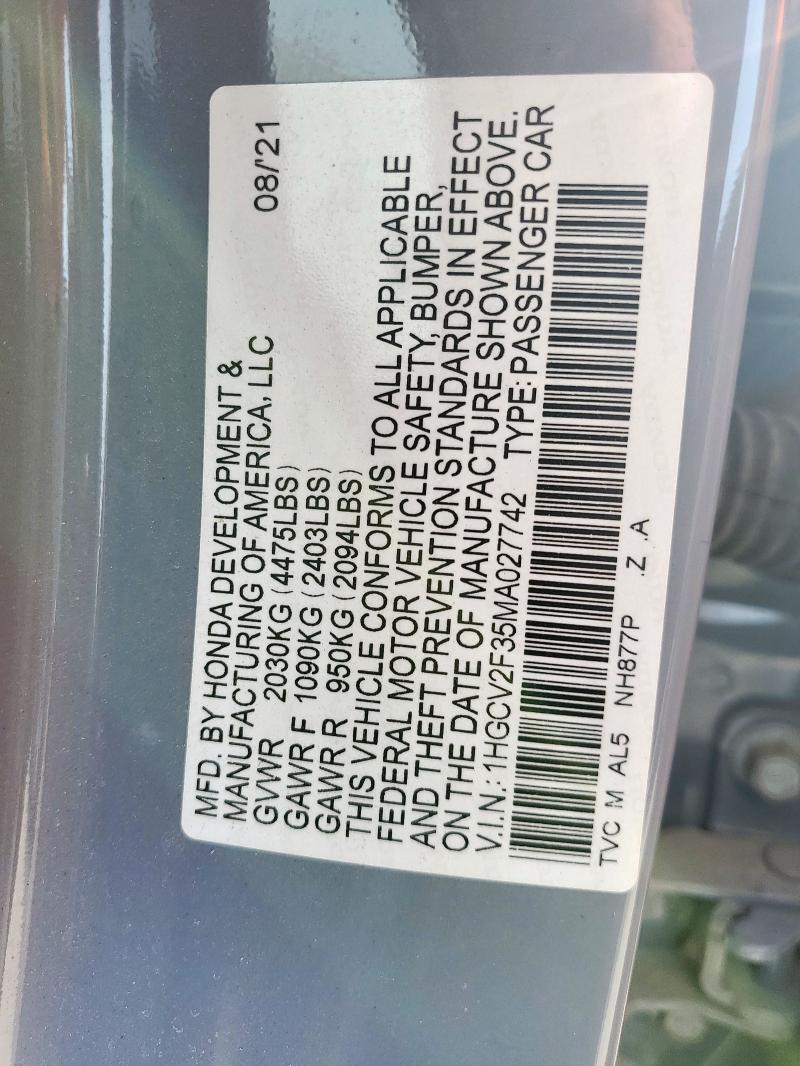 MFD. BY HONDA DEVELOPMENT &
MANUFACTURING OF AMERICA, LLC 08/'21
GVWR 2030KG (4475LBS)
GAWR F 1090KG (2403LBS)
GAWR R 950KG (2094LBS)
THIS VEHICLE CONFORMS TO ALL APPLICABLE
FEDERAL MOTOR VEHICLE SAFETY, BUMPER,
AND THEFT PREVENTION STANDARDS IN EFFECT
ON THE DATE OF MANUFACTURE SHOWN ABOVE.
V.I.N.: 1HGCV2F35MA027742 TYPE: PASSENGER CAR
TVC M AL5 NH877P .Z .A